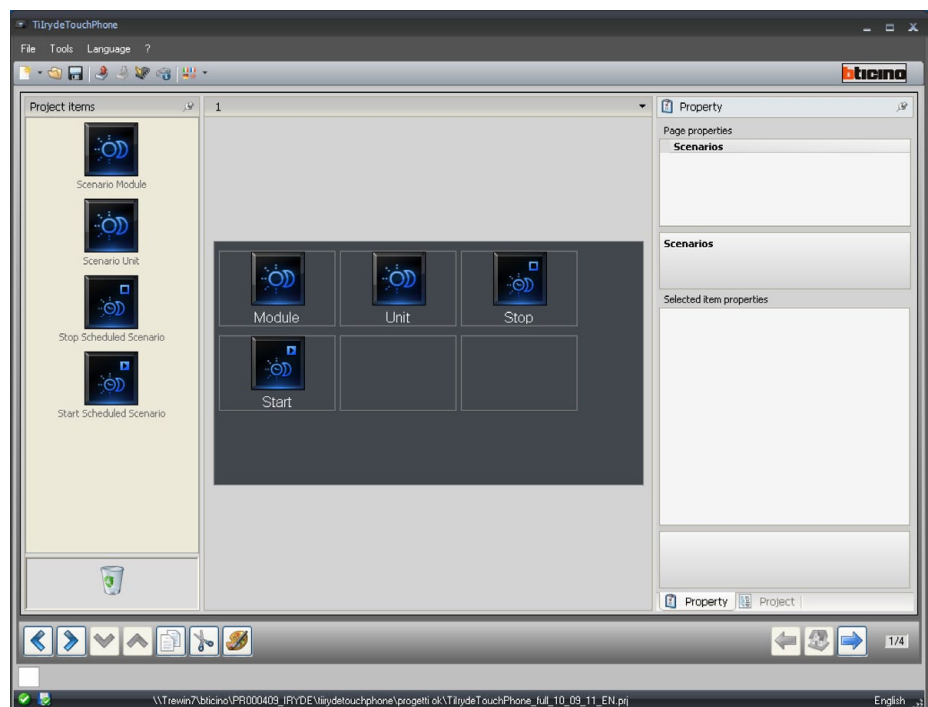 TiIrydeTouchPhone
File Tools Language ?
bticino
Project items
1
Property
Page properties
Scenarios
Scenario Module
Scenario Unit
Stop Scheduled Scenario
Start Scheduled Scenario
Module Unit Stop
Start
Scenarios
Selected item properties
Property Project
1/4
\\Trewin7\bticino\PR000409_IRYDE\tiirydetouchphone\progetti ok\TiIrydeTouchPhone_full_10_09_11_EN.prj
English